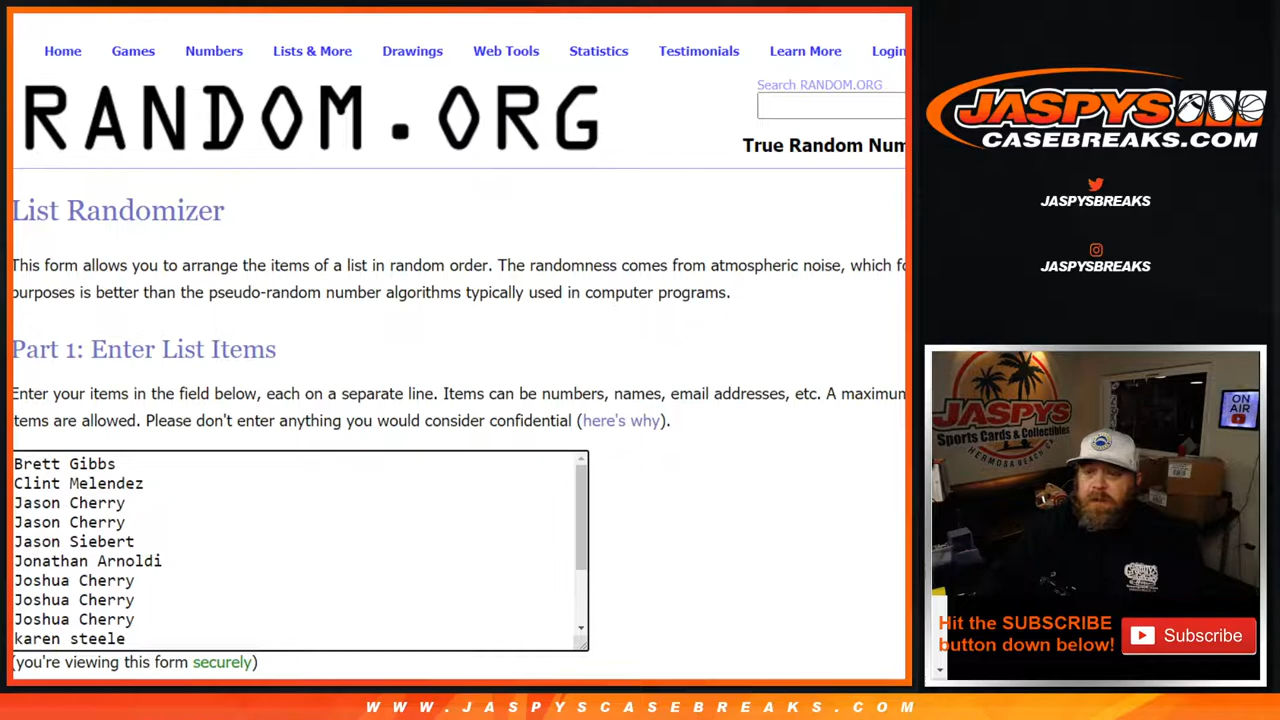 Home Games Numbers Lists & More Drawings Web Tools Statistics Testimonials Learn More Login
RANDOM.ORG
Search RANDOM.ORG
True Random Num
List Randomizer
This form allows you to arrange the items of a list in random order. The randomness comes from atmospheric noise, which fo
purposes is better than the pseudo-random number algorithms typically used in computer programs.
Part 1: Enter List Items
Enter your items in the field below, each on a separate line. Items can be numbers, names, email addresses, etc. A maximum
items are allowed. Please don't enter anything you would consider confidential (here's why).
Brett Gibbs
Clint Melendez
Jason Cherry
Jason Cherry
Jason Siebert
Jonathan Arnoldi
Joshua Cherry
Joshua Cherry
Joshua Cherry
karen steele
(you're viewing this form securely)
JASPYS
CASEBREAKS.COM
JASPYSBREAKS
JASPYSBREAKS
JASPYS
Sports Cards & Collectibles
HERMOSA BEACH CA
ON
AIR
Hit the SUBSCRIBE
button down below!
Subscribe
WWW.JASPYSCASEBREAKS.COM